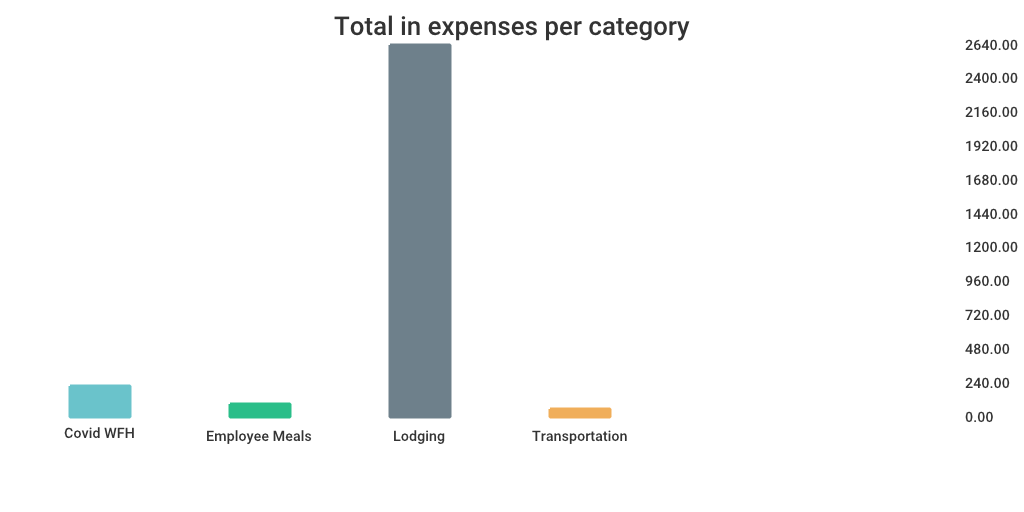 Total in expenses per category
2640.00
2400.00
2160.00
1920.00
1680.00
1440.00
1200.00
960.00
720.00
480.00
240.00
0.00
Covid WFH
Employee Meals
Lodging
Transportation